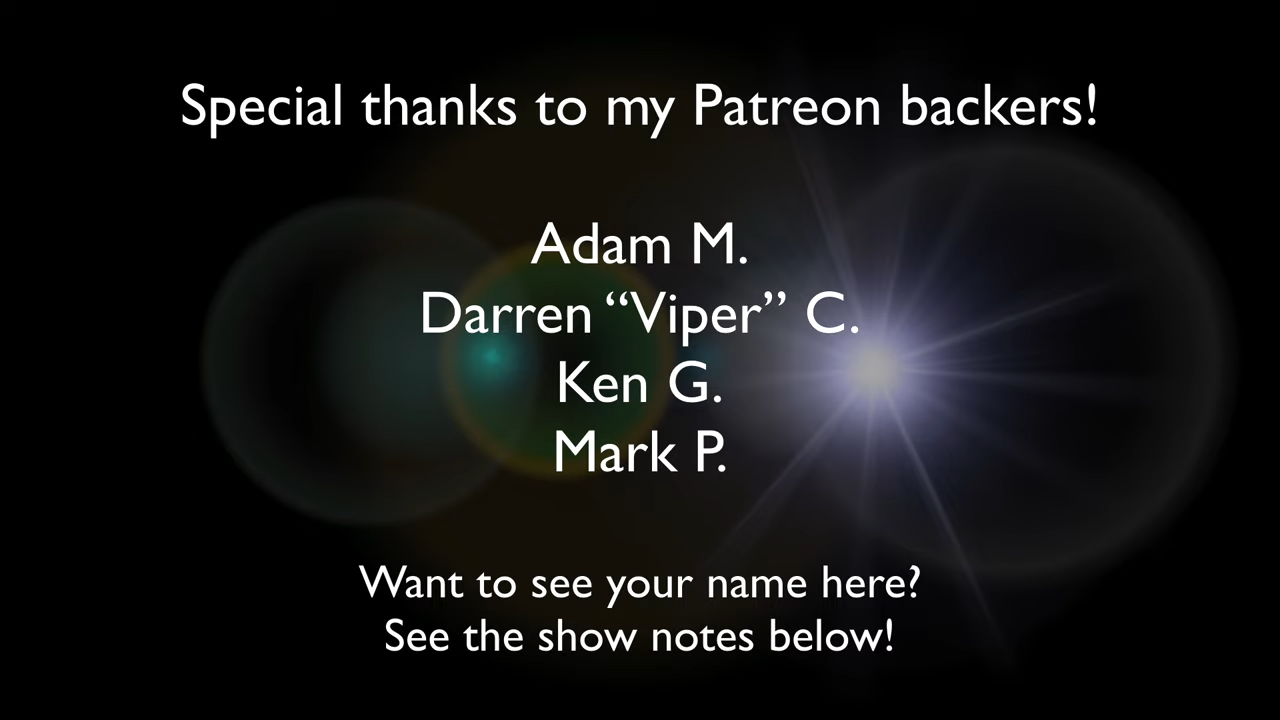 Special thanks to my Patreon backers!
Adam M.
Darren “Viper” C.
Ken G.
Mark P.
Want to see your name here?
See the show notes below!